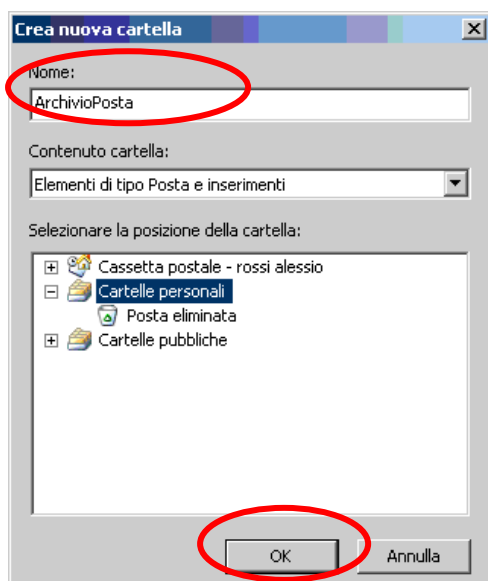 Crea nuova cartella
Nome:
ArchivioPosta
Contenuto cartella:
Elementi di tipo Posta e inserimenti
Selezionare la posizione della cartella:
Cassetta postale - rossi alessio
Cartelle personali
Posta eliminata
Cartelle pubbliche
OK Annulla